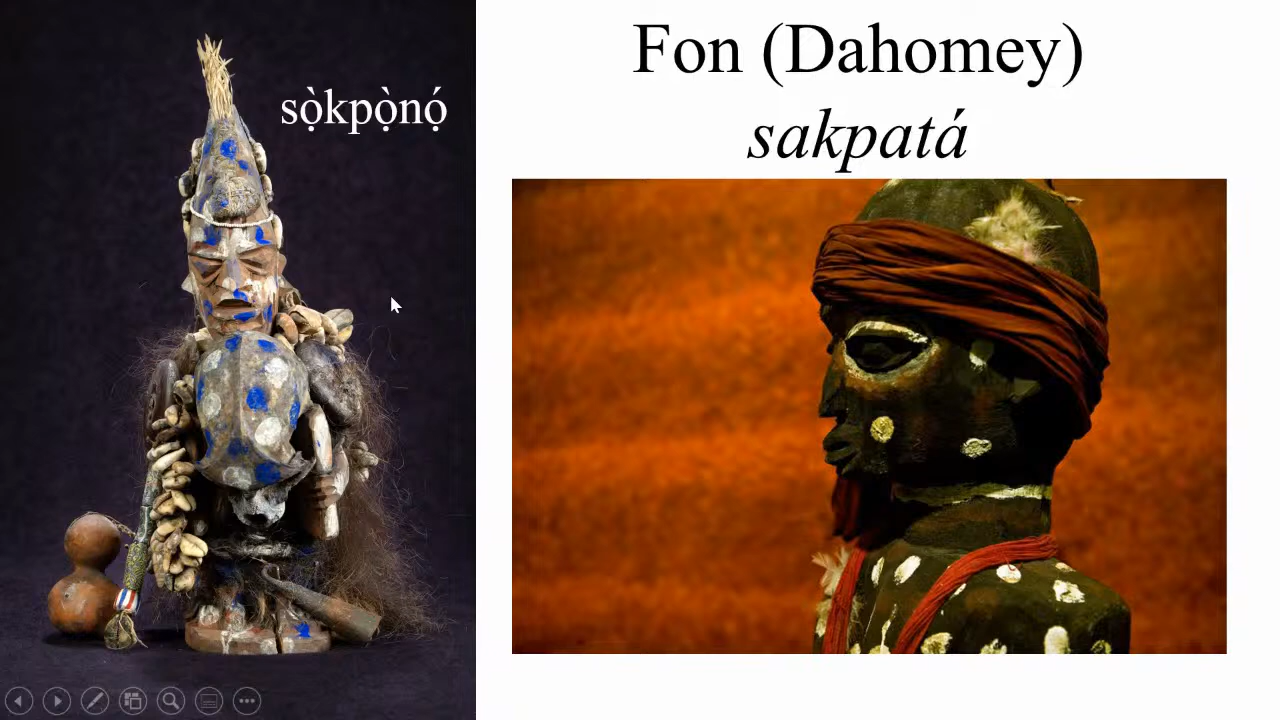 sọ̀kpọ̀nọ́
Fon (Dahomey)
sakpatá